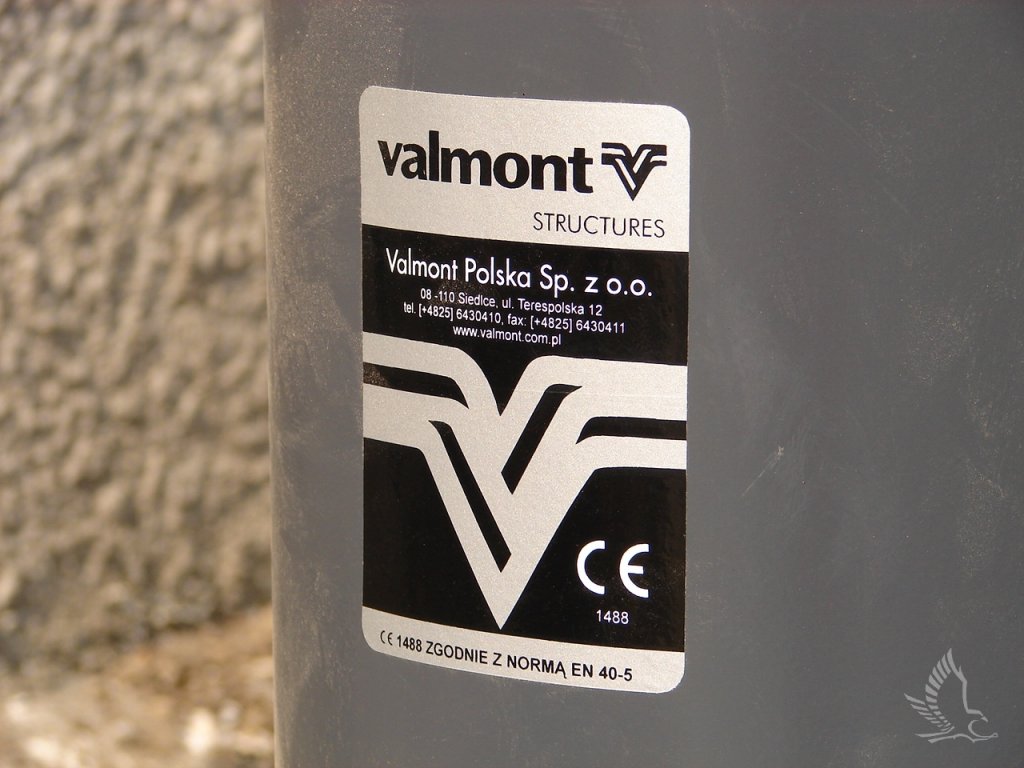 valmont
STRUCTURES
Valmont Polska Sp. z o.o.
08 -110 Siedlce, ul. Terespolska 12
tel. [+4825] 6430410, fax: [+4825] 6430411
www.valmont.com.pl
CE
1488
CE 1488 ZGODNIE Z NORMĄ EN 40-5